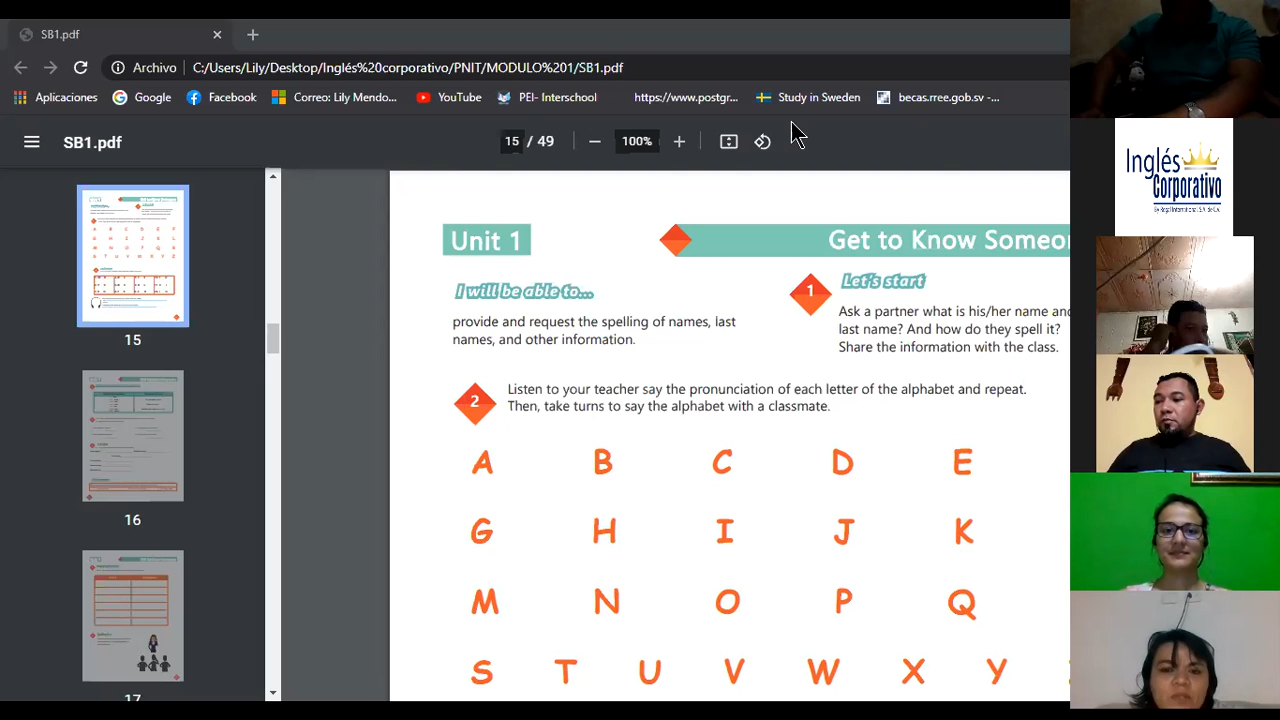 SB1.pdf
Archivo C:/Users/Lily/Desktop/Inglés%20corporativo/PNIT/MODULO%201/SB1.pdf
Aplicaciones Google Facebook Correo: Lily Mendo... YouTube PEI- Interschool https://www.postgr... Study in Sweden becas.rree.gob.sv -...
SB1.pdf 15 / 49 100%
Unit 1 Get to Know Someo
I will be able to...
provide and request the spelling of names, last
names, and other information.
1 Let's start
Ask a partner what is his/her name and
last name? And how do they spell it?
Share the information with the class.
2 Listen to your teacher say the pronunciation of each letter of the alphabet and repeat.
Then, take turns to say the alphabet with a classmate.
A B C D E
G H I J K
M N O P Q
S T U V W X Y
15
16
17
Inglés
Corporativo
By Regal International, S.A. de C.V.